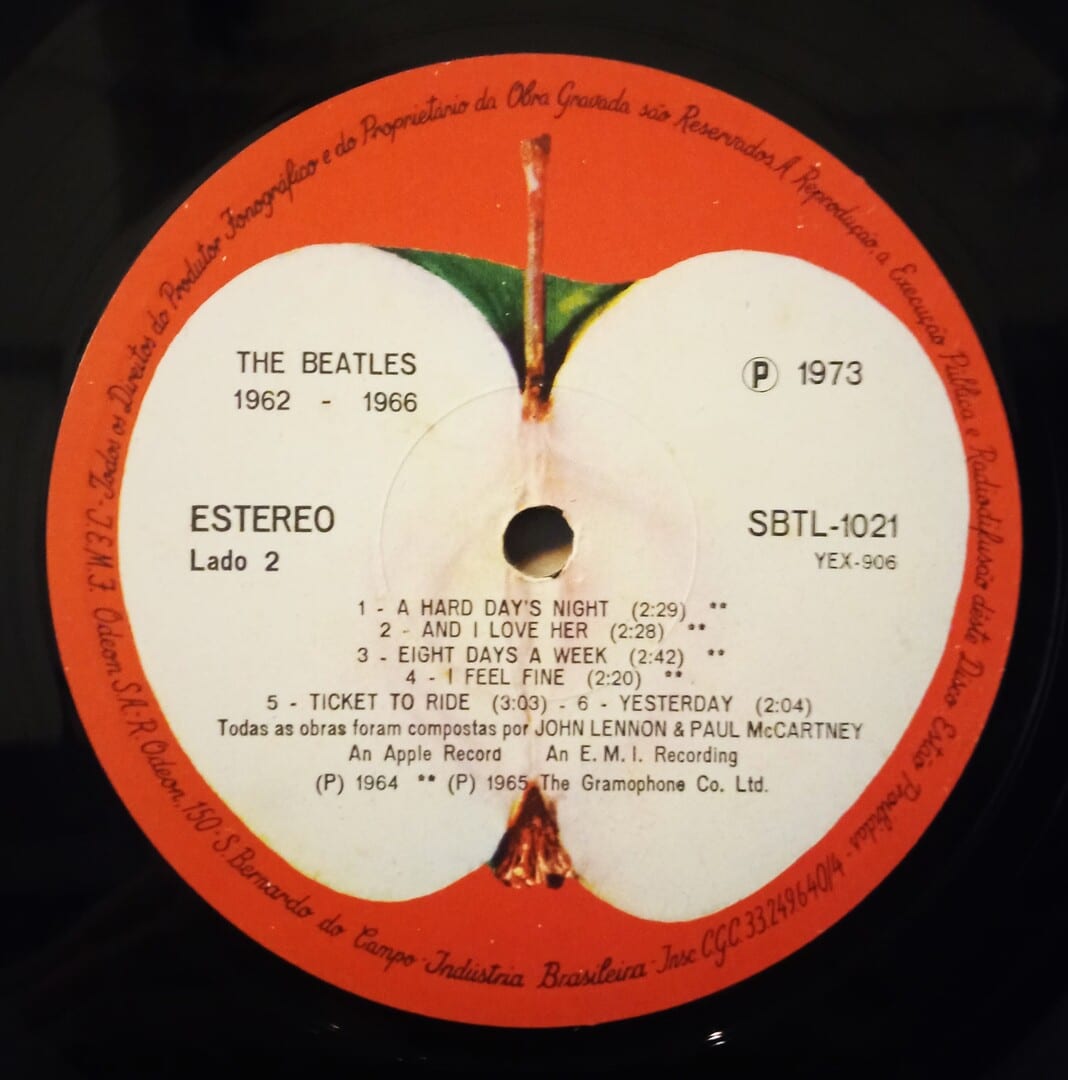 THE BEATLES
1962 - 1966
Ⓟ 1973
ESTEREO
Lado 2
SBTL-1021
YEX-906
1 - A HARD DAY'S NIGHT (2:29) **
2 - AND I LOVE HER (2:28) **
3 - EIGHT DAYS A WEEK (2:42) **
4 - I FEEL FINE (2:20) **
5 - TICKET TO RIDE (3:03) - 6 - YESTERDAY (2:04)
Todas as obras foram compostas por JOHN LENNON & PAUL McCARTNEY
An Apple Record An E. M. I. Recording
(P) 1964 ** (P) 1965 The Gramophone Co. Ltd.
Todos os Direitos do Produtor Fonográfico e do Proprietário da Obra Gravada são Reservados A Reprodução, a Execução Pública e Radiodifusão dêste Disco Estão Proibidas -
I.E.M.F. Odeon S.A.-R. Odeon, 150-S. Bernardo do Campo-Indústria Brasileira-Insc C.G.C. 33.249.640/4